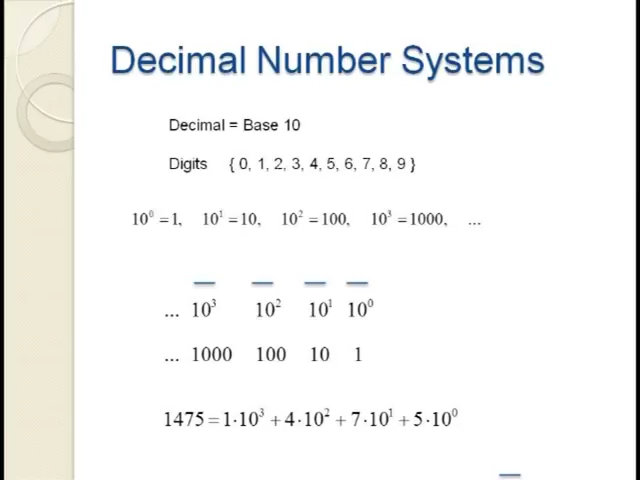 Decimal Number Systems
Decimal = Base 10
Digits { 0, 1, 2, 3, 4, 5, 6, 7, 8, 9 }
10⁰ = 1, 10¹ = 10, 10² = 100, 10³ = 1000, ...
... 10³ 10² 10¹ 10⁰
... 1000 100 10 1
1475 = 1·10³ + 4·10² + 7·10¹ + 5·10⁰